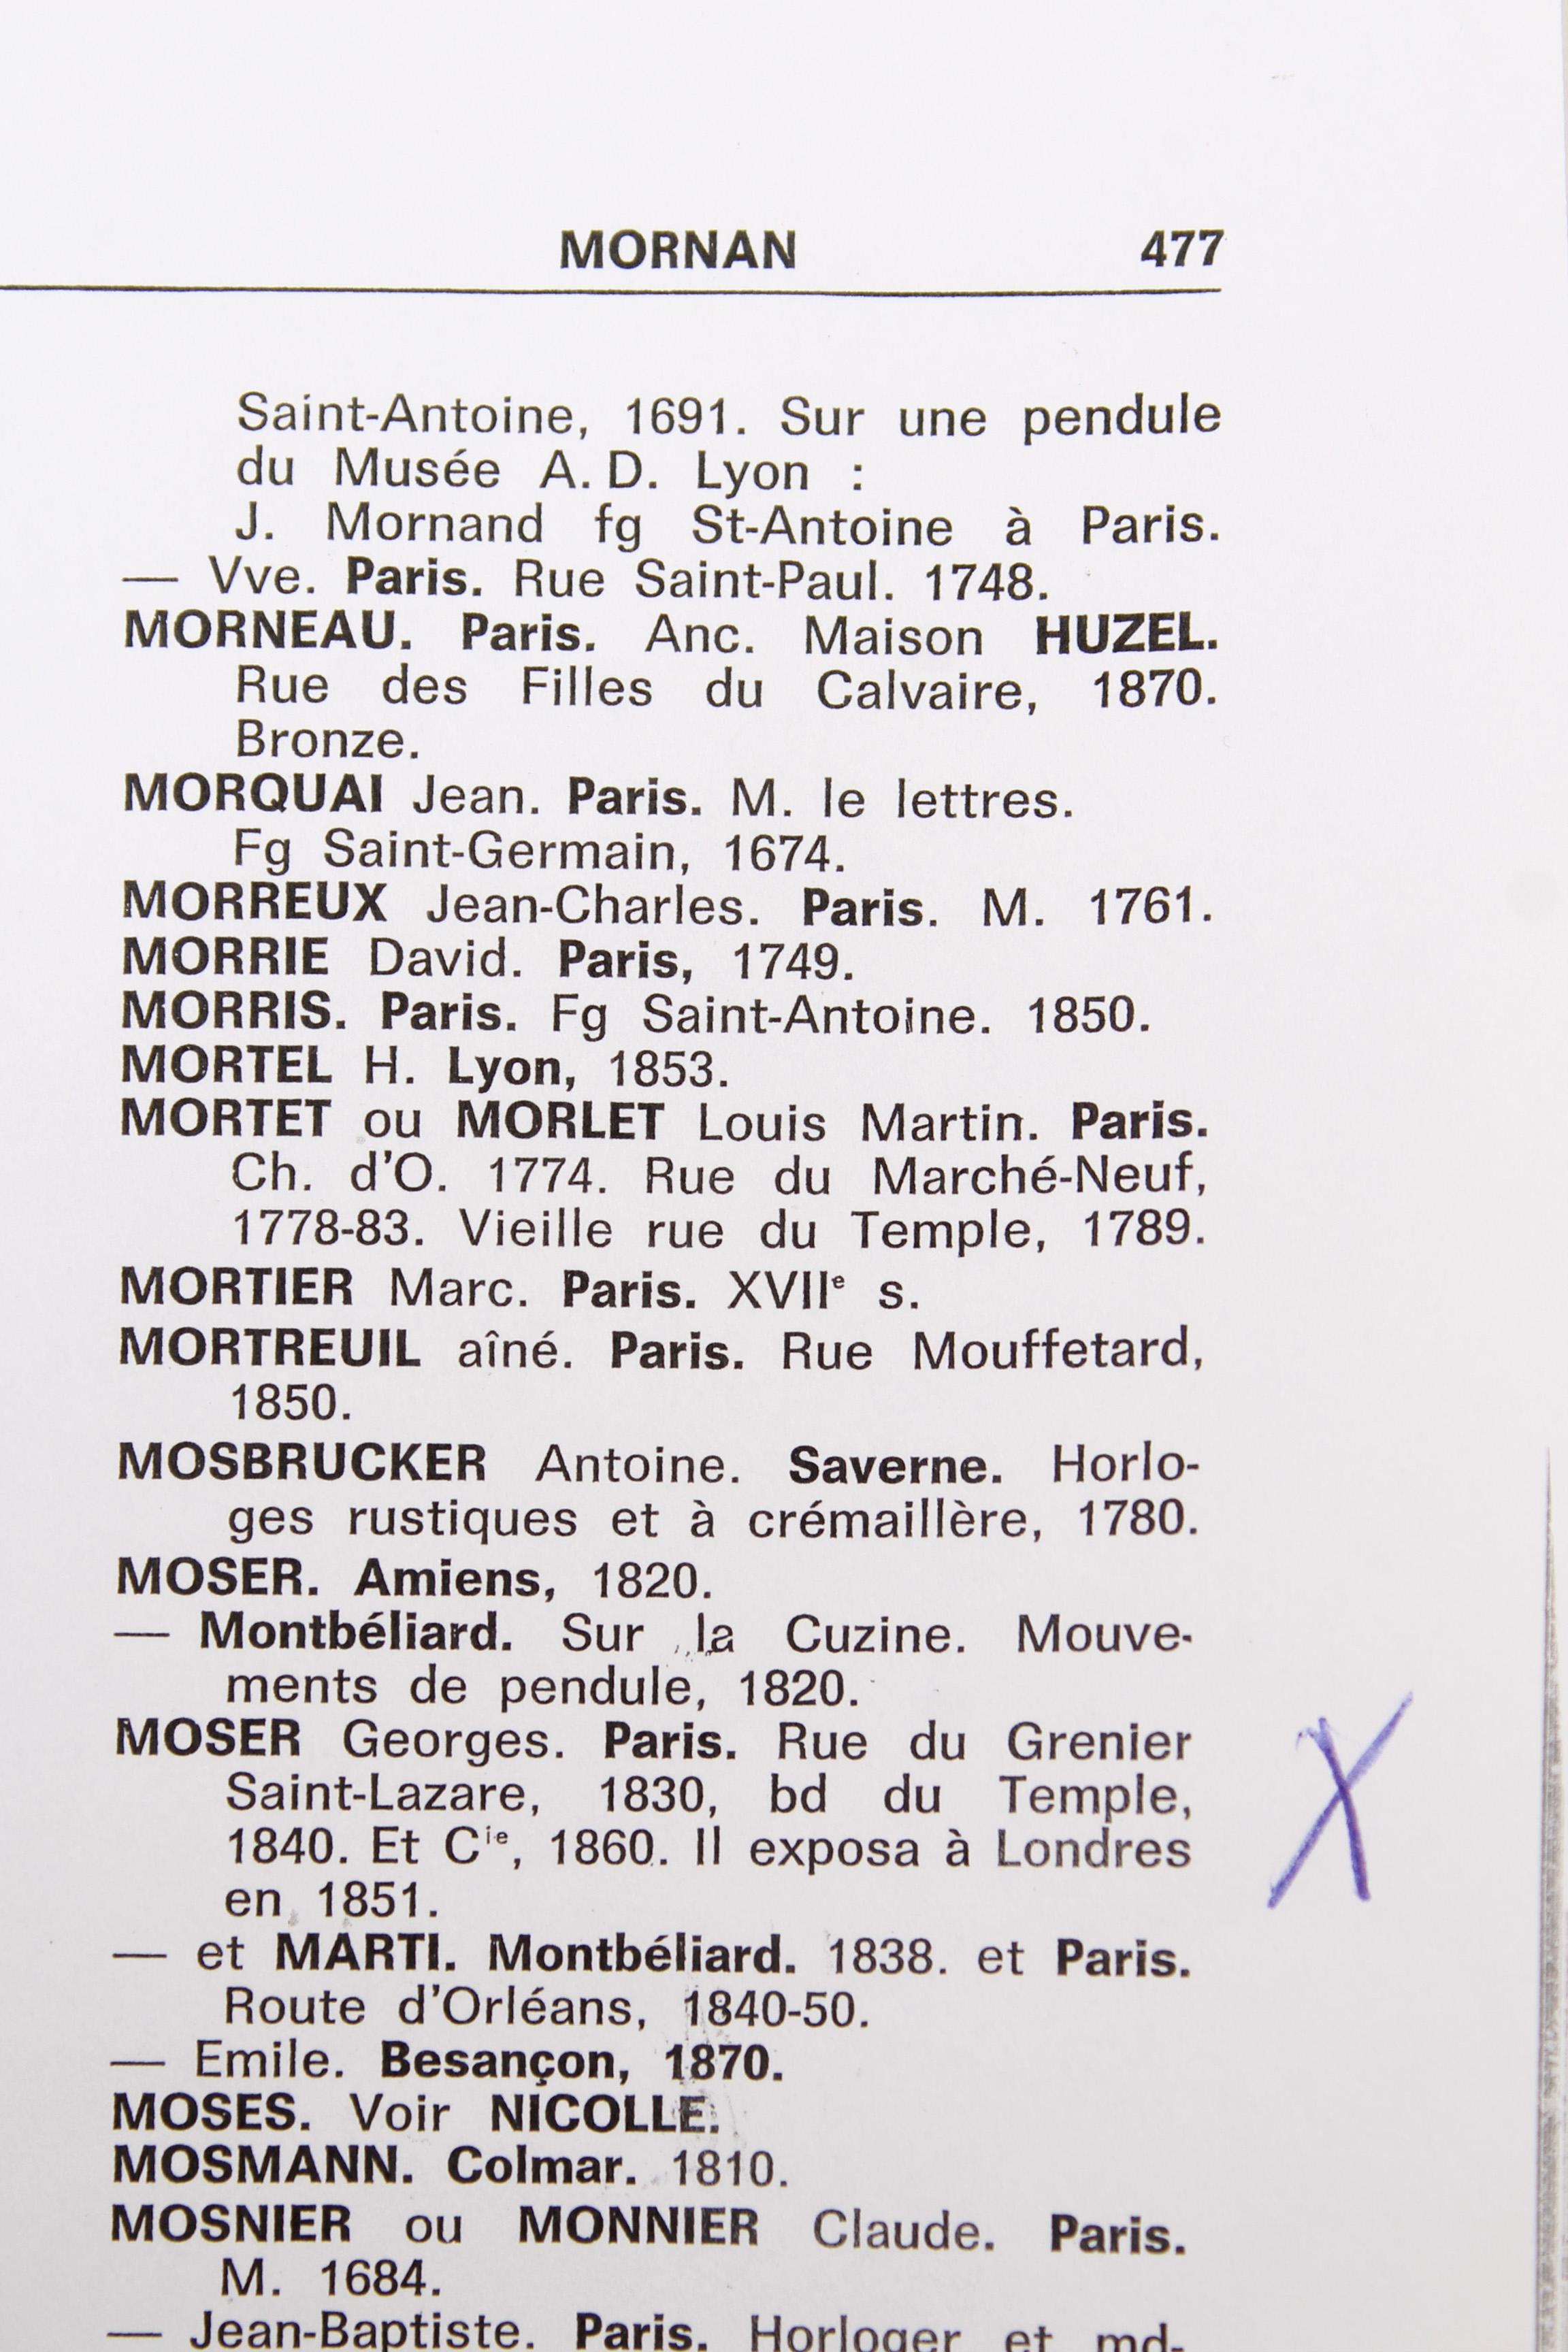 MORNAN 477
Saint-Antoine, 1691. Sur une pendule
du Musée A. D. Lyon :
J. Mornand fg St-Antoine à Paris.
— Vve. Paris. Rue Saint-Paul. 1748.
MORNEAU. Paris. Anc. Maison HUZEL.
Rue des Filles du Calvaire, 1870.
Bronze.
MORQUAI Jean. Paris. M. le lettres.
Fg Saint-Germain, 1674.
MORREUX Jean-Charles. Paris. M. 1761.
MORRIE David. Paris, 1749.
MORRIS. Paris. Fg Saint-Antoine. 1850.
MORTEL H. Lyon, 1853.
MORTET ou MORLET Louis Martin. Paris.
Ch. d'O. 1774. Rue du Marché-Neuf,
1778-83. Vieille rue du Temple, 1789.
MORTIER Marc. Paris. XVIIᵉ s.
MORTREUIL aîné. Paris. Rue Mouffetard,
1850.
MOSBRUCKER Antoine. Saverne. Horlo-
ges rustiques et à crémaillère, 1780.
MOSER. Amiens, 1820.
— Montbéliard. Sur la Cuzine. Mouve-
ments de pendule, 1820.
MOSER Georges. Paris. Rue du Grenier
Saint-Lazare, 1830, bd du Temple,
1840. Et Cⁱᵉ, 1860. Il exposa à Londres
en 1851.
— et MARTI. Montbéliard. 1838. et Paris.
Route d'Orléans, 1840-50.
— Emile. Besançon, 1870.
MOSES. Voir NICOLLE.
MOSMANN. Colmar. 1810.
MOSNIER ou MONNIER Claude. Paris.
M. 1684.
— Jean-Baptiste. Paris. Horloger et md-